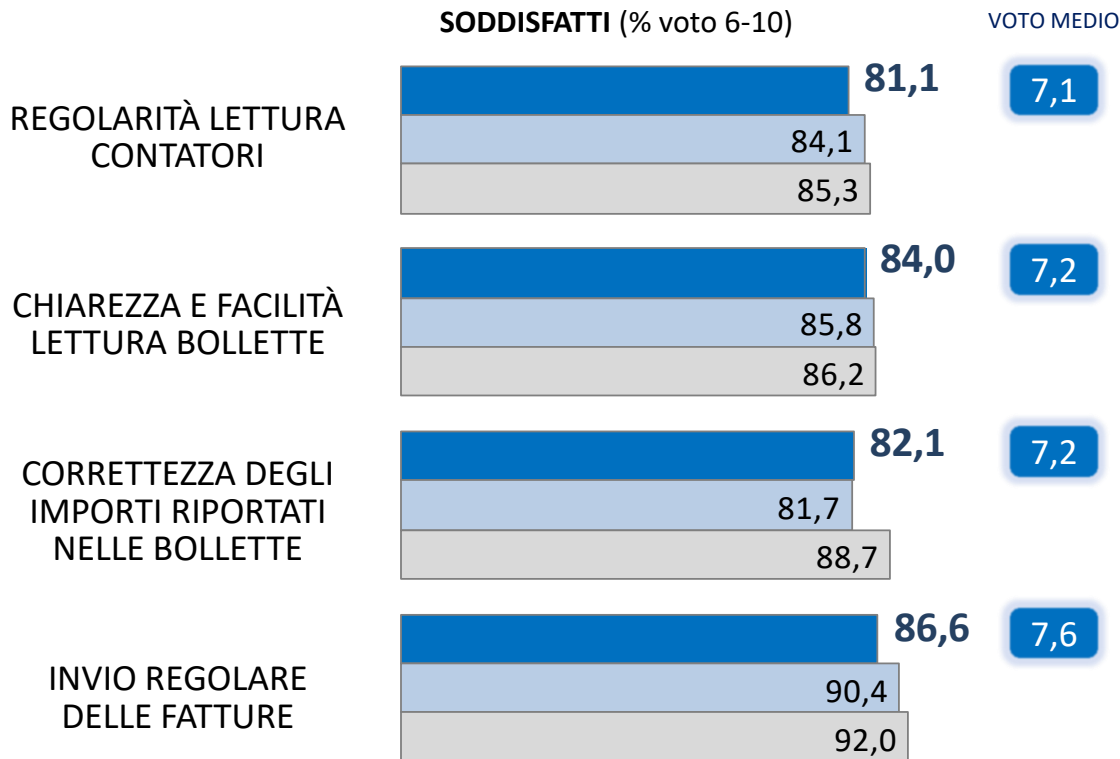 SODDISFATTI (% voto 6-10)
VOTO MEDIO
REGOLARITÀ LETTURA
CONTATORI
81,1
84,1
85,3
7,1
CHIAREZZA E FACILITÀ
LETTURA BOLLETTE
84,0
85,8
86,2
7,2
CORRETTEZZA DEGLI
IMPORTI RIPORTATI
NELLE BOLLETTE
82,1
81,7
88,7
7,2
INVIO REGOLARE
DELLE FATTURE
86,6
90,4
92,0
7,6